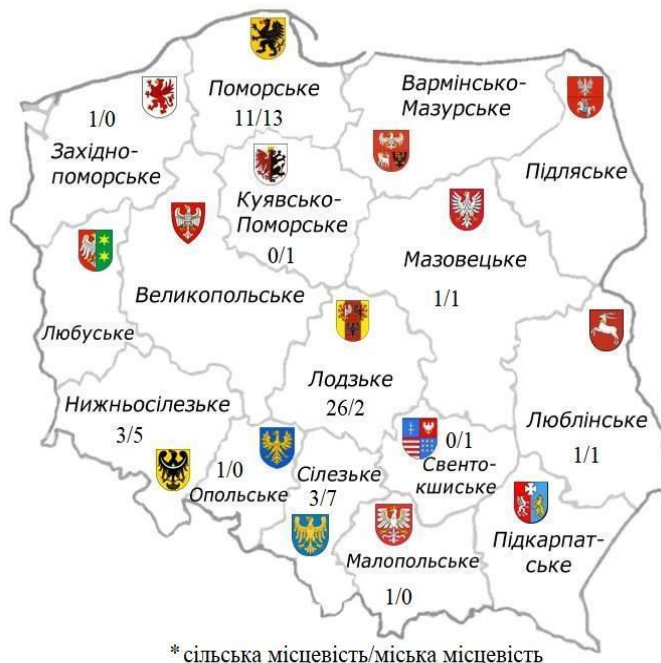 Поморське
11/13
Вармінсько-
Мазурське
1/0
Західно-
поморське
Куявсько-
Поморське
0/1
Підляське
Мазовецьке
1/1
Великопольське
Любуське
Лодзьке
26/2
Нижньосілезьке
3/5
Люблінське
1/1
0/1
Свенто-
кшиське
1/0
Опольське
Сілезьке
3/7
Малопольське
1/0
Підкарпат-
ське
* сільська місцевість/міська місцевість